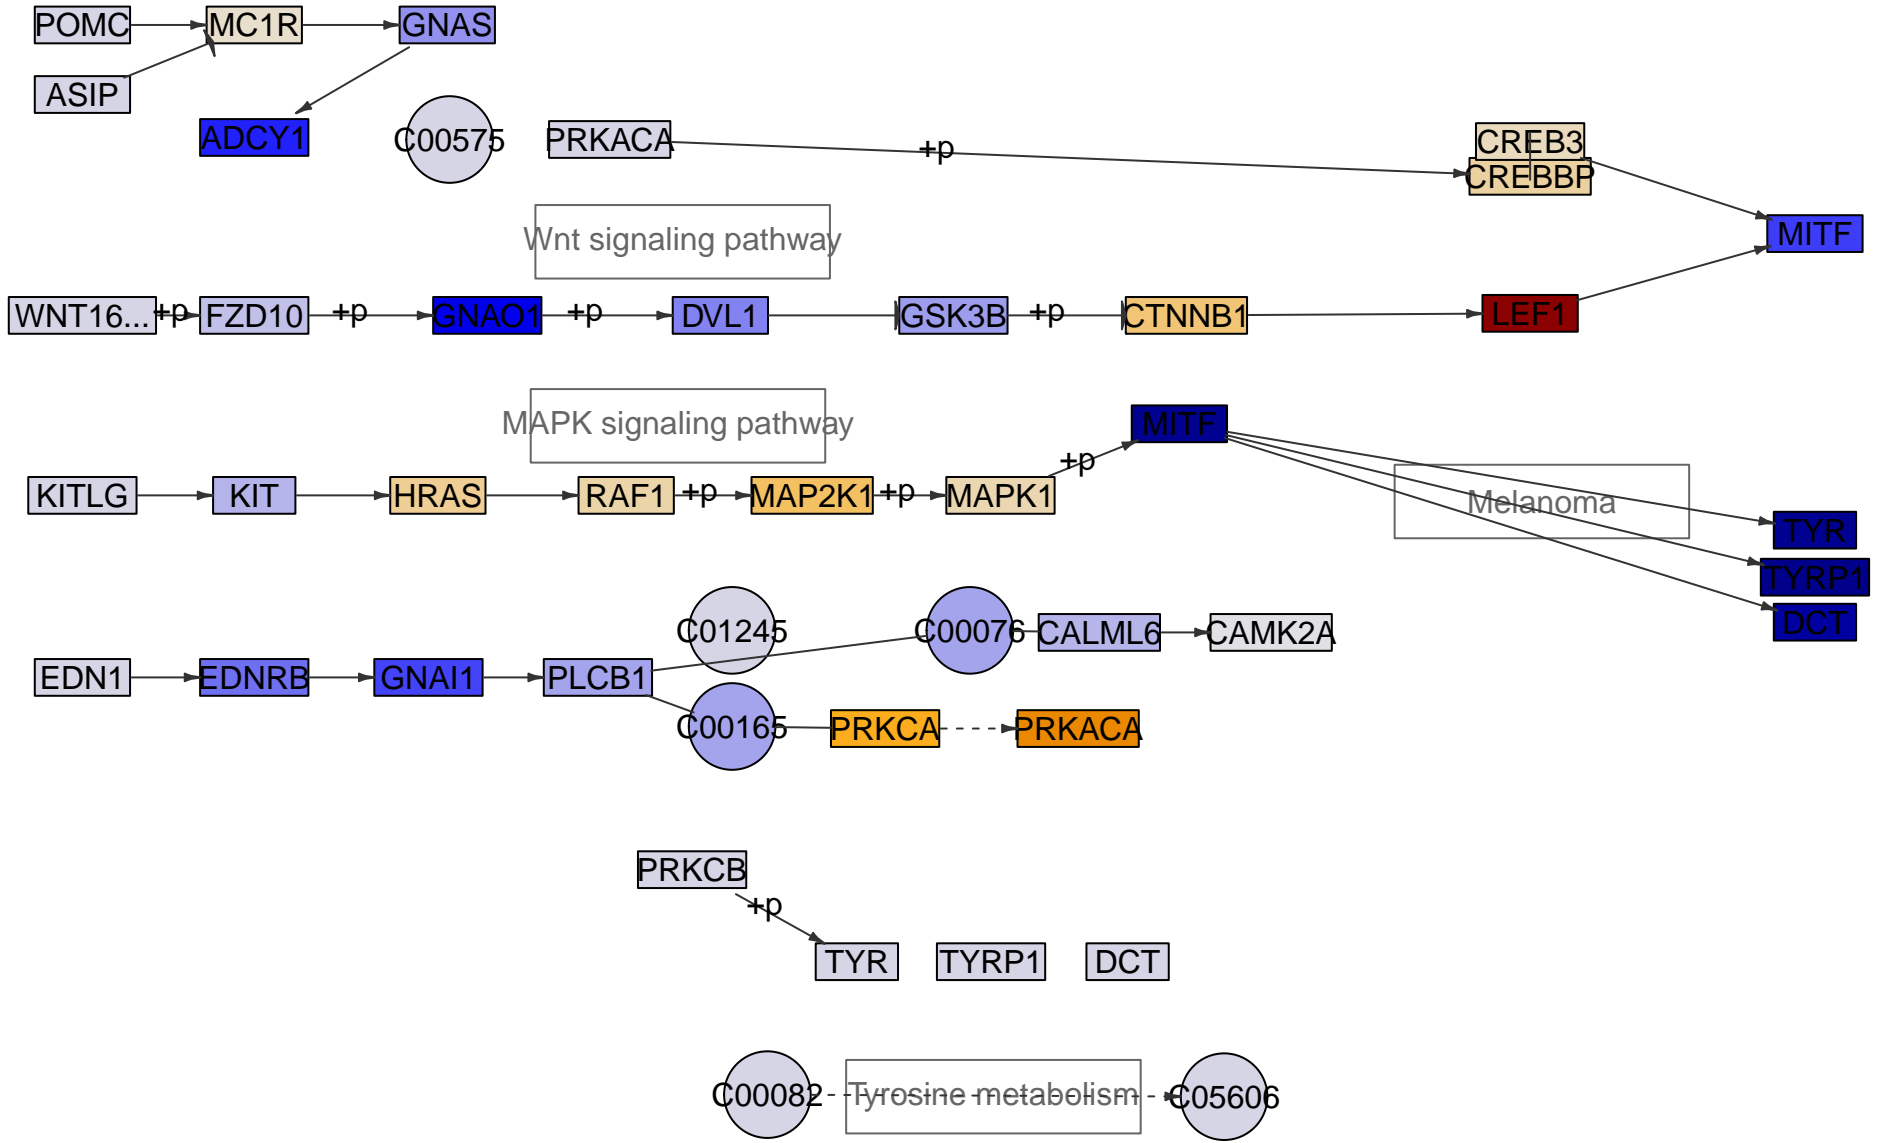 POMC MC1R GNAS
ASIP
ADCY1 C00575 PRKACA +p CREB3
CREBBP
Wnt signaling pathway MITF
WNT16... +p FZD10 +p GNAO1 +p DVL1 GSK3B +p CTNNB1 LEF1
MAPK signaling pathway MITF
+p
KITLG KIT HRAS RAF1 +p MAP2K1 +p MAPK1 Melanoma
TYR
TYRP1
DCT
C01245 C00076 CALML6 CAMK2A
EDN1 EDNRB GNAI1 PLCB1
C00165 PRKCA PRKACA
PRKCB
+p
TYR TYRP1 DCT
C00082 Tyrosine metabolism C05606